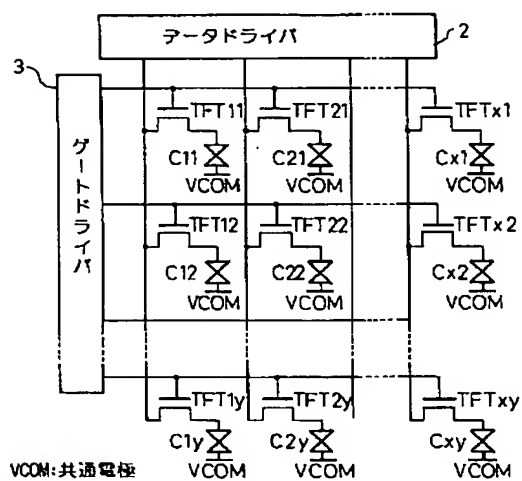 データドライバ
2
3
ゲートドライバ
TFT11
TFT21
TFTx1
C11
C21
Cx1
VCOM
VCOM
VCOM
TFT12
TFT22
TFTx2
C12
C22
Cx2
VCOM
VCOM
VCOM
TFT1y
TFT2y
TFTxy
C1y
C2y
Cxy
VCOM:共通電極
VCOM
VCOM
VCOM